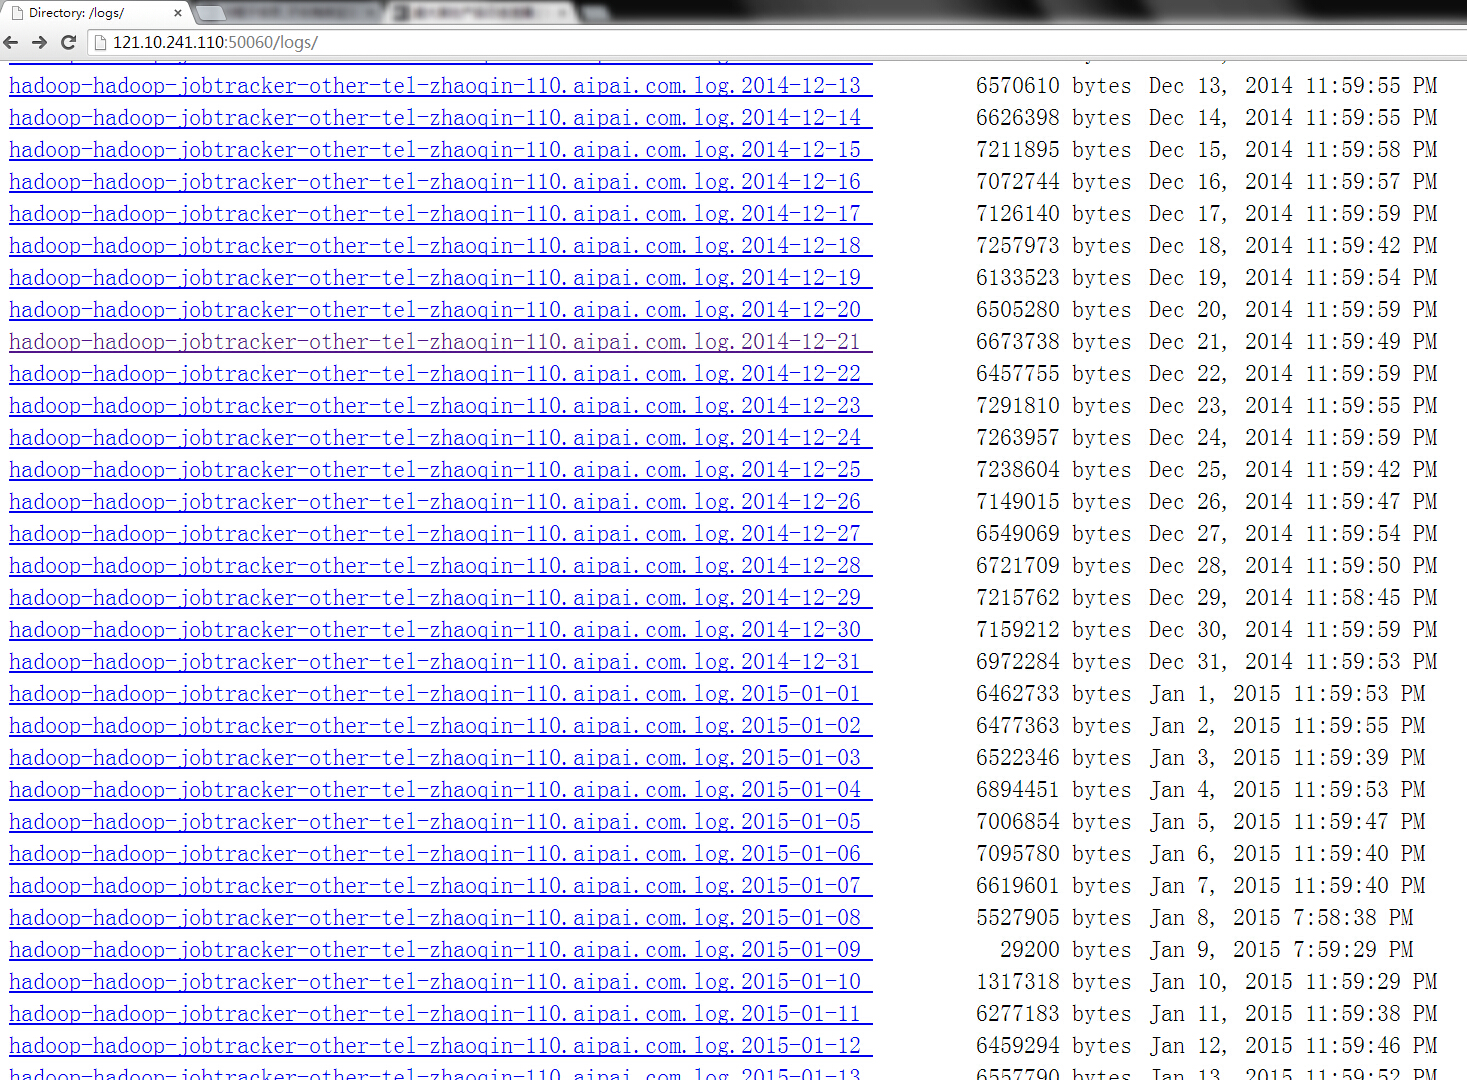 Directory: /logs/
121.10.241.110:50060/logs/
hadoop-hadoop-jobtracker-other-tel-zhaoqin-110.aipai.com.log.2014-12-13 6570610 bytes Dec 13, 2014 11:59:55 PM
hadoop-hadoop-jobtracker-other-tel-zhaoqin-110.aipai.com.log.2014-12-14 6626398 bytes Dec 14, 2014 11:59:55 PM
hadoop-hadoop-jobtracker-other-tel-zhaoqin-110.aipai.com.log.2014-12-15 7211895 bytes Dec 15, 2014 11:59:58 PM
hadoop-hadoop-jobtracker-other-tel-zhaoqin-110.aipai.com.log.2014-12-16 7072744 bytes Dec 16, 2014 11:59:57 PM
hadoop-hadoop-jobtracker-other-tel-zhaoqin-110.aipai.com.log.2014-12-17 7126140 bytes Dec 17, 2014 11:59:59 PM
hadoop-hadoop-jobtracker-other-tel-zhaoqin-110.aipai.com.log.2014-12-18 7257973 bytes Dec 18, 2014 11:59:42 PM
hadoop-hadoop-jobtracker-other-tel-zhaoqin-110.aipai.com.log.2014-12-19 6133523 bytes Dec 19, 2014 11:59:54 PM
hadoop-hadoop-jobtracker-other-tel-zhaoqin-110.aipai.com.log.2014-12-20 6505280 bytes Dec 20, 2014 11:59:59 PM
hadoop-hadoop-jobtracker-other-tel-zhaoqin-110.aipai.com.log.2014-12-21 6673738 bytes Dec 21, 2014 11:59:49 PM
hadoop-hadoop-jobtracker-other-tel-zhaoqin-110.aipai.com.log.2014-12-22 6457755 bytes Dec 22, 2014 11:59:59 PM
hadoop-hadoop-jobtracker-other-tel-zhaoqin-110.aipai.com.log.2014-12-23 7291810 bytes Dec 23, 2014 11:59:55 PM
hadoop-hadoop-jobtracker-other-tel-zhaoqin-110.aipai.com.log.2014-12-24 7263957 bytes Dec 24, 2014 11:59:59 PM
hadoop-hadoop-jobtracker-other-tel-zhaoqin-110.aipai.com.log.2014-12-25 7238604 bytes Dec 25, 2014 11:59:42 PM
hadoop-hadoop-jobtracker-other-tel-zhaoqin-110.aipai.com.log.2014-12-26 7149015 bytes Dec 26, 2014 11:59:47 PM
hadoop-hadoop-jobtracker-other-tel-zhaoqin-110.aipai.com.log.2014-12-27 6549069 bytes Dec 27, 2014 11:59:54 PM
hadoop-hadoop-jobtracker-other-tel-zhaoqin-110.aipai.com.log.2014-12-28 6721709 bytes Dec 28, 2014 11:59:50 PM
hadoop-hadoop-jobtracker-other-tel-zhaoqin-110.aipai.com.log.2014-12-29 7215762 bytes Dec 29, 2014 11:58:45 PM
hadoop-hadoop-jobtracker-other-tel-zhaoqin-110.aipai.com.log.2014-12-30 7159212 bytes Dec 30, 2014 11:59:59 PM
hadoop-hadoop-jobtracker-other-tel-zhaoqin-110.aipai.com.log.2014-12-31 6972284 bytes Dec 31, 2014 11:59:53 PM
hadoop-hadoop-jobtracker-other-tel-zhaoqin-110.aipai.com.log.2015-01-01 6462733 bytes Jan 1, 2015 11:59:53 PM
hadoop-hadoop-jobtracker-other-tel-zhaoqin-110.aipai.com.log.2015-01-02 6477363 bytes Jan 2, 2015 11:59:55 PM
hadoop-hadoop-jobtracker-other-tel-zhaoqin-110.aipai.com.log.2015-01-03 6522346 bytes Jan 3, 2015 11:59:39 PM
hadoop-hadoop-jobtracker-other-tel-zhaoqin-110.aipai.com.log.2015-01-04 6894451 bytes Jan 4, 2015 11:59:53 PM
hadoop-hadoop-jobtracker-other-tel-zhaoqin-110.aipai.com.log.2015-01-05 7006854 bytes Jan 5, 2015 11:59:47 PM
hadoop-hadoop-jobtracker-other-tel-zhaoqin-110.aipai.com.log.2015-01-06 7095780 bytes Jan 6, 2015 11:59:40 PM
hadoop-hadoop-jobtracker-other-tel-zhaoqin-110.aipai.com.log.2015-01-07 6619601 bytes Jan 7, 2015 11:59:40 PM
hadoop-hadoop-jobtracker-other-tel-zhaoqin-110.aipai.com.log.2015-01-08 5527905 bytes Jan 8, 2015 7:58:38 PM
hadoop-hadoop-jobtracker-other-tel-zhaoqin-110.aipai.com.log.2015-01-09 29200 bytes Jan 9, 2015 7:59:29 PM
hadoop-hadoop-jobtracker-other-tel-zhaoqin-110.aipai.com.log.2015-01-10 1317318 bytes Jan 10, 2015 11:59:29 PM
hadoop-hadoop-jobtracker-other-tel-zhaoqin-110.aipai.com.log.2015-01-11 6277183 bytes Jan 11, 2015 11:59:38 PM
hadoop-hadoop-jobtracker-other-tel-zhaoqin-110.aipai.com.log.2015-01-12 6459294 bytes Jan 12, 2015 11:59:46 PM
hadoop-hadoop-jobtracker-other-tel-zhaoqin-110.aipai.com.log.2015-01-13 6557790 bytes Jan 13, 2015 11:59:52 PM